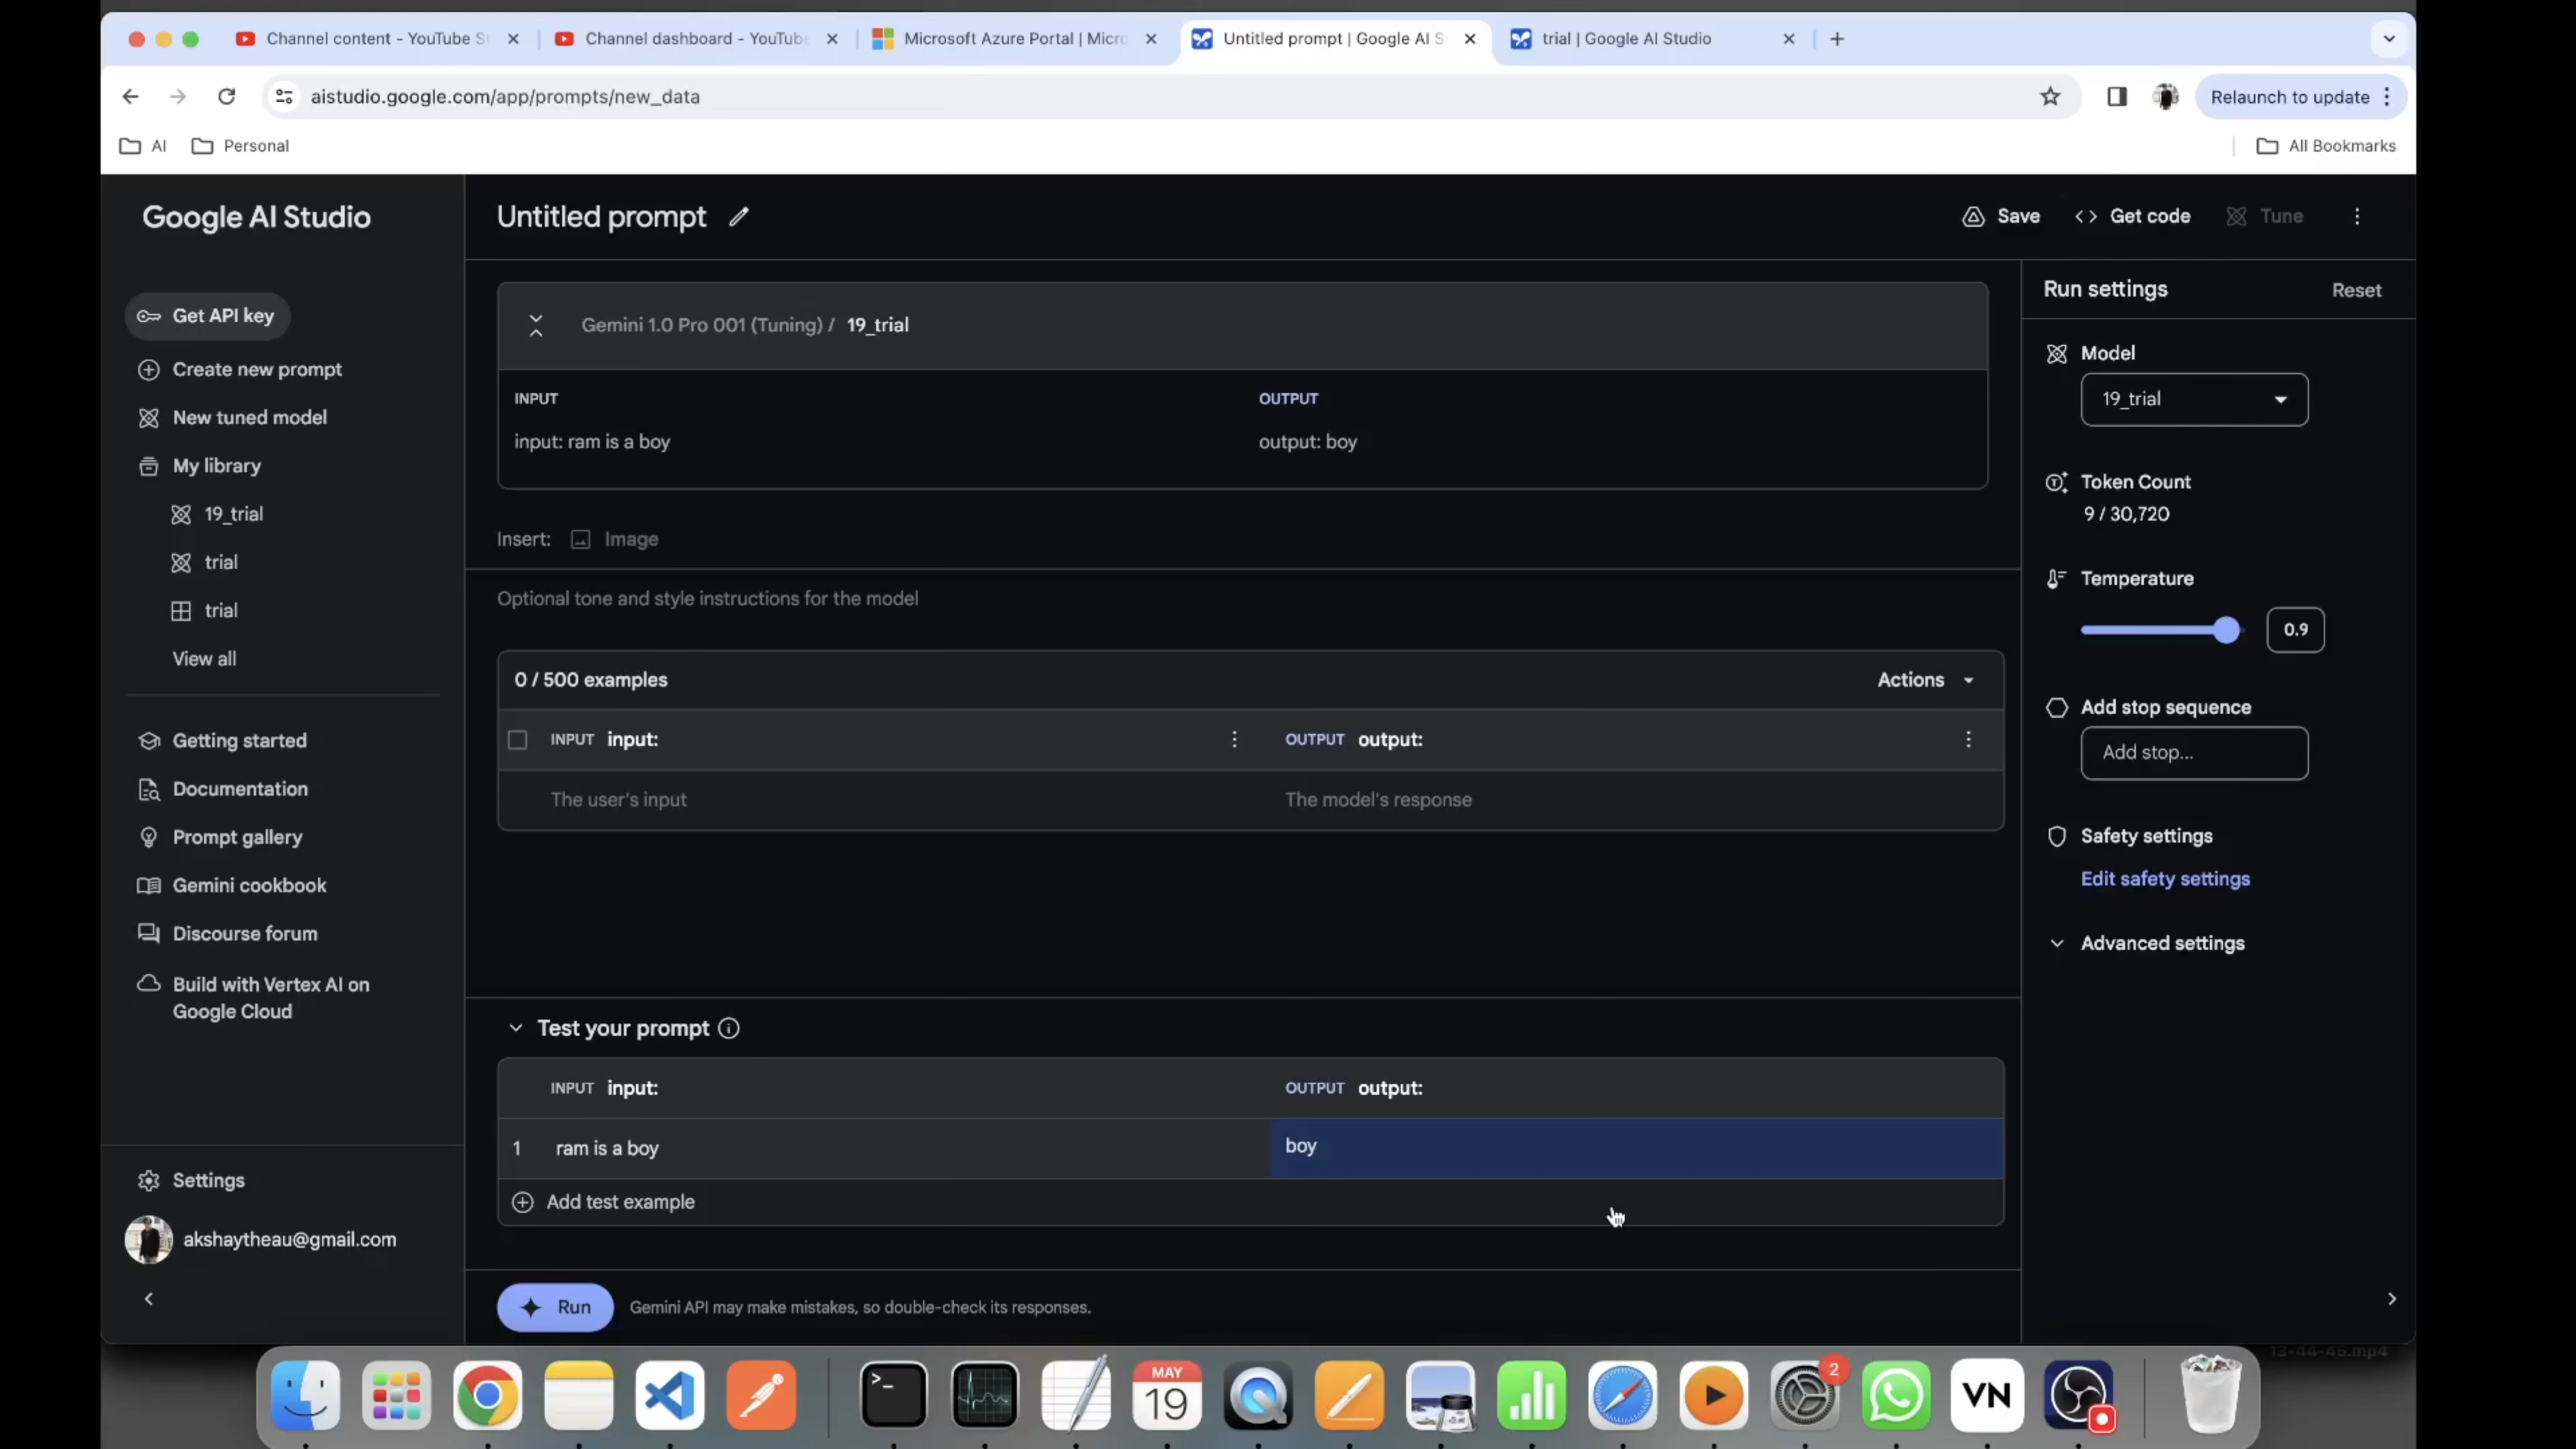 Channel content - YouTube St
Channel dashboard - YouTube
Microsoft Azure Portal | Micro
Untitled prompt | Google AI S
trial | Google AI Studio
aistudio.google.com/app/prompts/new_data
Relaunch to update
AI
Personal
All Bookmarks
Google AI Studio
Untitled prompt
Save
Get code
Tune
Get API key
Create new prompt
New tuned model
My library
19_trial
trial
trial
View all
Getting started
Documentation
Prompt gallery
Gemini cookbook
Discourse forum
Build with Vertex AI on
Google Cloud
Settings
akshaytheau@gmail.com
Gemini 1.0 Pro 001 (Tuning) / 19_trial
INPUT OUTPUT
input: ram is a boy output: boy
Insert: Image
Optional tone and style instructions for the model
0 / 500 examples Actions
INPUT input: OUTPUT output:
The user's input The model's response
Test your prompt
INPUT input: OUTPUT output:
1 ram is a boy boy
Add test example
Run Gemini API may make mistakes, so double-check its responses.
Run settings Reset
Model
19_trial
Token Count
9 / 30,720
Temperature
0.9
Add stop sequence
Add stop...
Safety settings
Edit safety settings
Advanced settings
13-44-45.mp4
MAY
19
2
VN